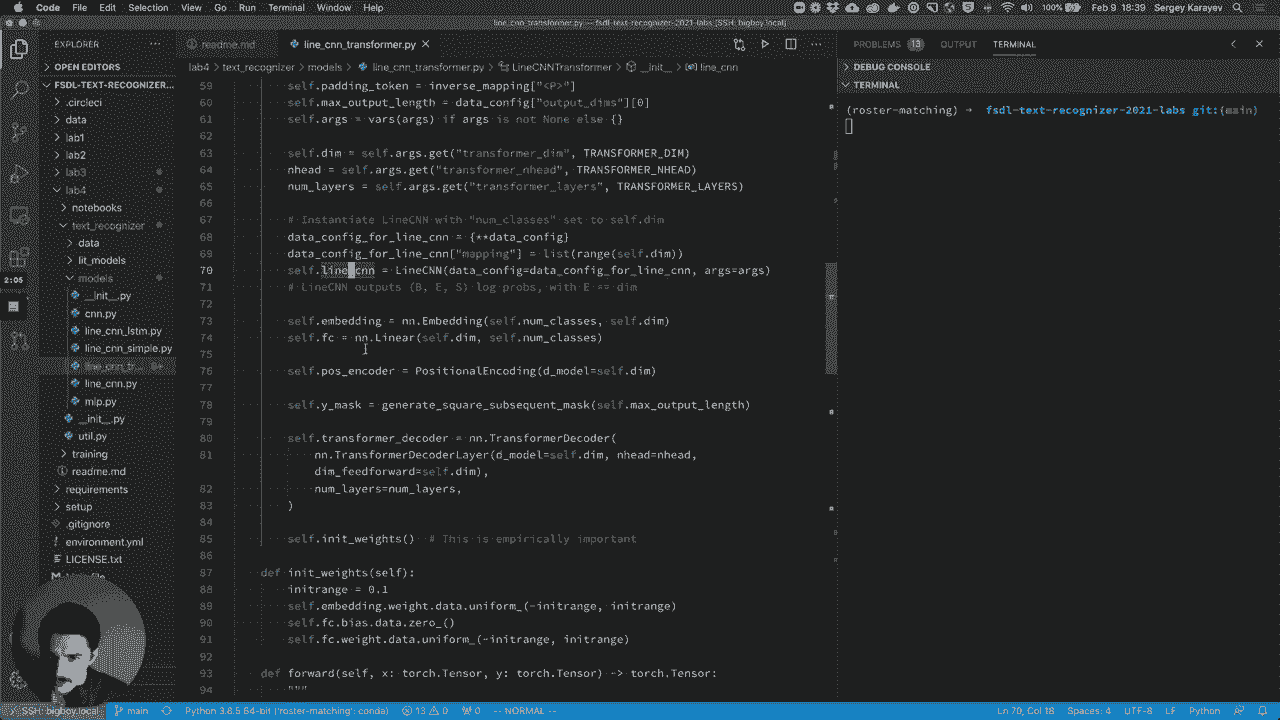 Code File Edit Selection View Go Run Terminal Window Help 100% Feb 9 18:39 Sergey Karayev
line_cnn_transformer.py — fsdl-text-recognizer-2021-labs [SSH: bigboy.local]
EXPLORER
readme.md
line_cnn_transformer.py
PROBLEMS 13 OUTPUT TERMINAL
OPEN EDITORS
FSDL-TEXT-RECOGNIZER...
.circleci
data
lab1
lab2
lab3
lab4
notebooks
text_recognizer
data
lit_models
models
__init__.py
cnn.py
line_cnn_lstm.py
line_cnn_simple.py
line_cnn_tr... 9+
line_cnn.py
mlp.py
__init__.py
util.py
training
readme.md
requirements
setup
.gitignore
environment.yml
LICENSE.txt
2:05
lab4 > text_recognizer > models > line_cnn_transformer.py > LineCNNTransformer > __init__ > line_cnn
59 self.padding_token = inverse_mapping["<P>"]
60 self.max_output_length = data_config["output_dims"][0]
61 self.args = vars(args) if args is not None else {}
62
63 self.dim = self.args.get("transformer_dim", TRANSFORMER_DIM)
64 nhead = self.args.get("transformer_nhead", TRANSFORMER_NHEAD)
65 num_layers = self.args.get("transformer_layers", TRANSFORMER_LAYERS)
66
67 # Instantiate LineCNN with "num_classes" set to self.dim
68 data_config_for_line_cnn = {**data_config}
69 data_config_for_line_cnn["mapping"] = list(range(self.dim))
70 self.line_cnn = LineCNN(data_config=data_config_for_line_cnn, args=args)
71 # LineCNN outputs (B, E, S) log probs, with E == dim
72
73 self.embedding = nn.Embedding(self.num_classes, self.dim)
74 self.fc = nn.Linear(self.dim, self.num_classes)
75
76 self.pos_encoder = PositionalEncoding(d_model=self.dim)
77
78 self.y_mask = generate_square_subsequent_mask(self.max_output_length)
79
80 self.transformer_decoder = nn.TransformerDecoder(
81 nn.TransformerDecoderLayer(d_model=self.dim, nhead=nhead,
dim_feedforward=self.dim),
82 num_layers=num_layers,
83 )
84
85 self.init_weights() # This is empirically important
86
87 def init_weights(self):
88 initrange = 0.1
89 self.embedding.weight.data.uniform_(-initrange, initrange)
90 self.fc.bias.data.zero_()
91 self.fc.weight.data.uniform_(-initrange, initrange)
92
93 def forward(self, x: torch.Tensor, y: torch.Tensor) -> torch.Tensor:
94 """
DEBUG CONSOLE
TERMINAL
(roster-matching) → fsdl-text-recognizer-2021-labs git:(main)
SSH: bigboy.local main Python 3.8.5 64-bit ('roster-matching': conda) 13 0 0 -- NORMAL -- Ln 70, Col 18 Spaces: 4 UTF-8 LF Python